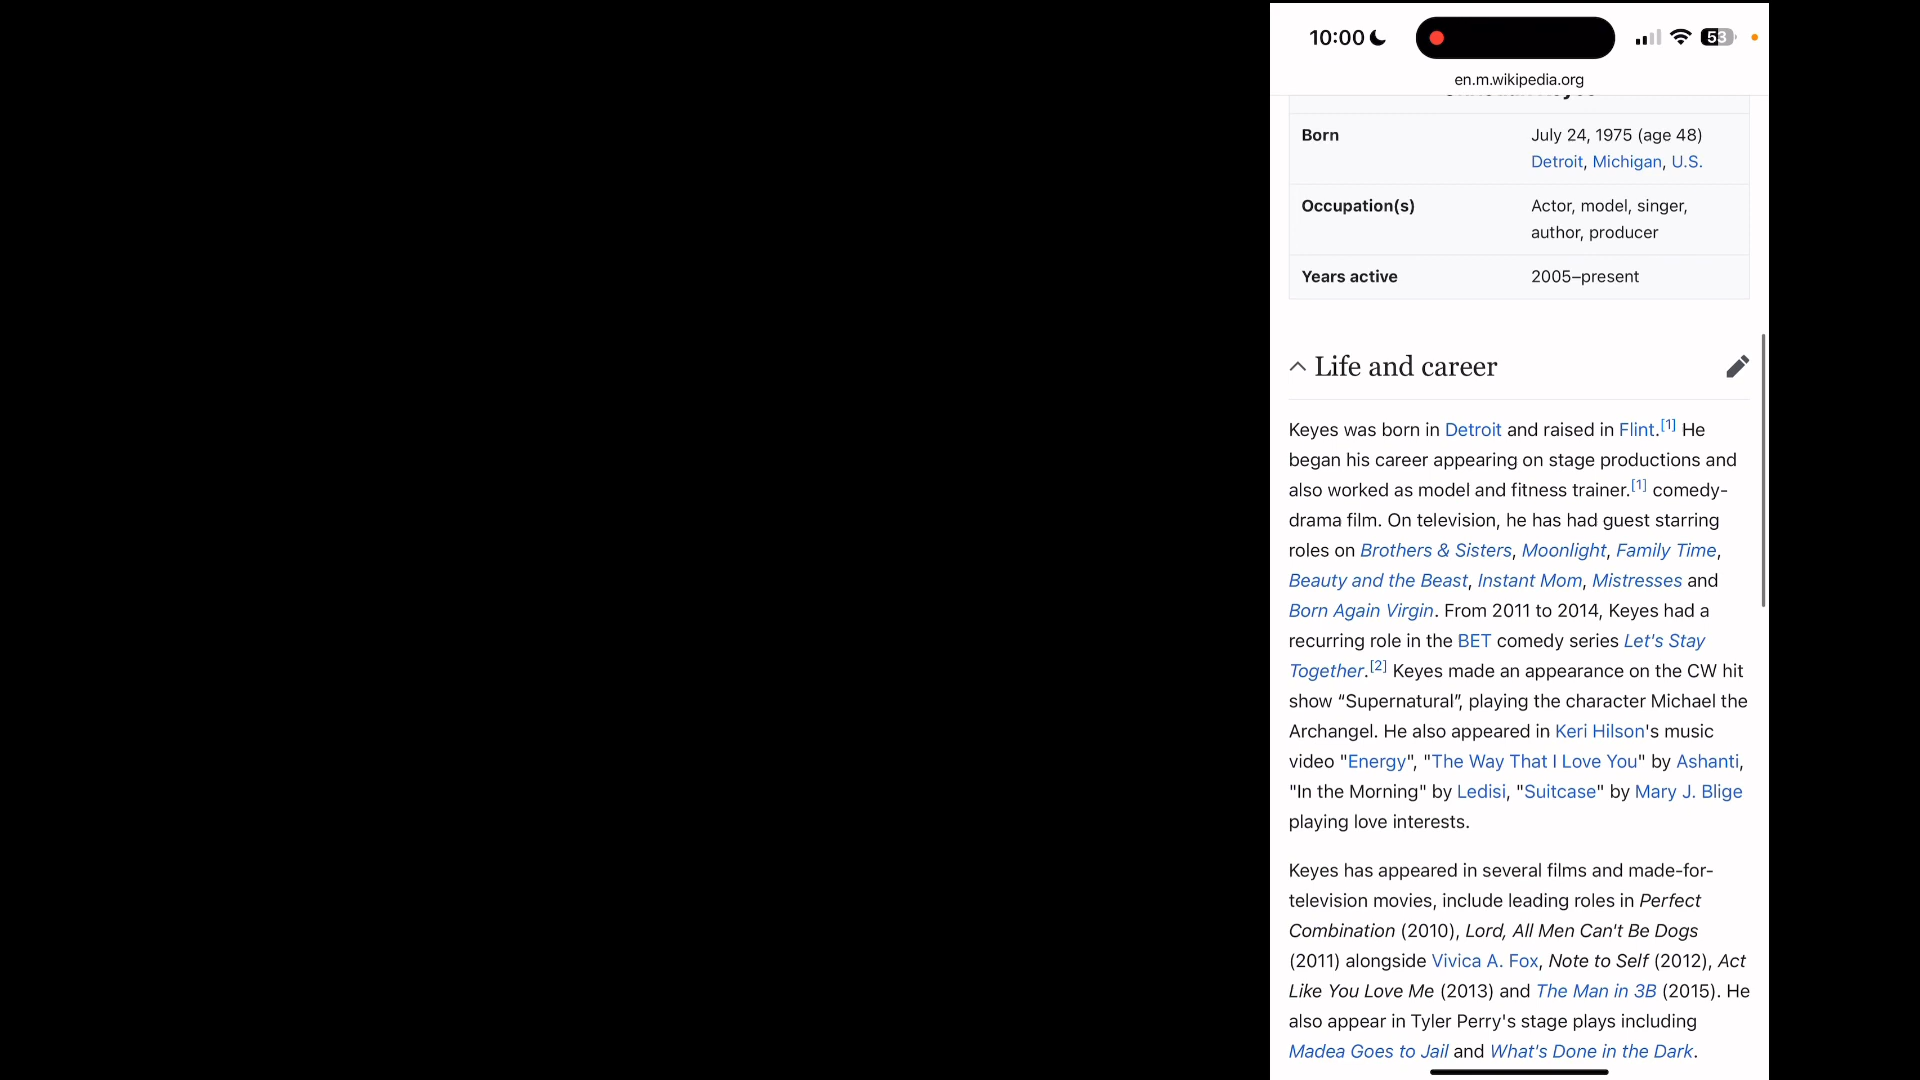 10:00
53
en.m.wikipedia.org
Born July 24, 1975 (age 48)
Detroit, Michigan, U.S.
Occupation(s) Actor, model, singer,
author, producer
Years active 2005–present
Life and career
Keyes was born in Detroit and raised in Flint.[1] He
began his career appearing on stage productions and
also worked as model and fitness trainer.[1] comedy-
drama film. On television, he has had guest starring
roles on Brothers & Sisters, Moonlight, Family Time,
Beauty and the Beast, Instant Mom, Mistresses and
Born Again Virgin. From 2011 to 2014, Keyes had a
recurring role in the BET comedy series Let's Stay
Together.[2] Keyes made an appearance on the CW hit
show “Supernatural”, playing the character Michael the
Archangel. He also appeared in Keri Hilson's music
video "Energy", "The Way That I Love You" by Ashanti,
"In the Morning" by Ledisi, "Suitcase" by Mary J. Blige
playing love interests.
Keyes has appeared in several films and made-for-
television movies, include leading roles in Perfect
Combination (2010), Lord, All Men Can't Be Dogs
(2011) alongside Vivica A. Fox, Note to Self (2012), Act
Like You Love Me (2013) and The Man in 3B (2015). He
also appear in Tyler Perry's stage plays including
Madea Goes to Jail and What's Done in the Dark.